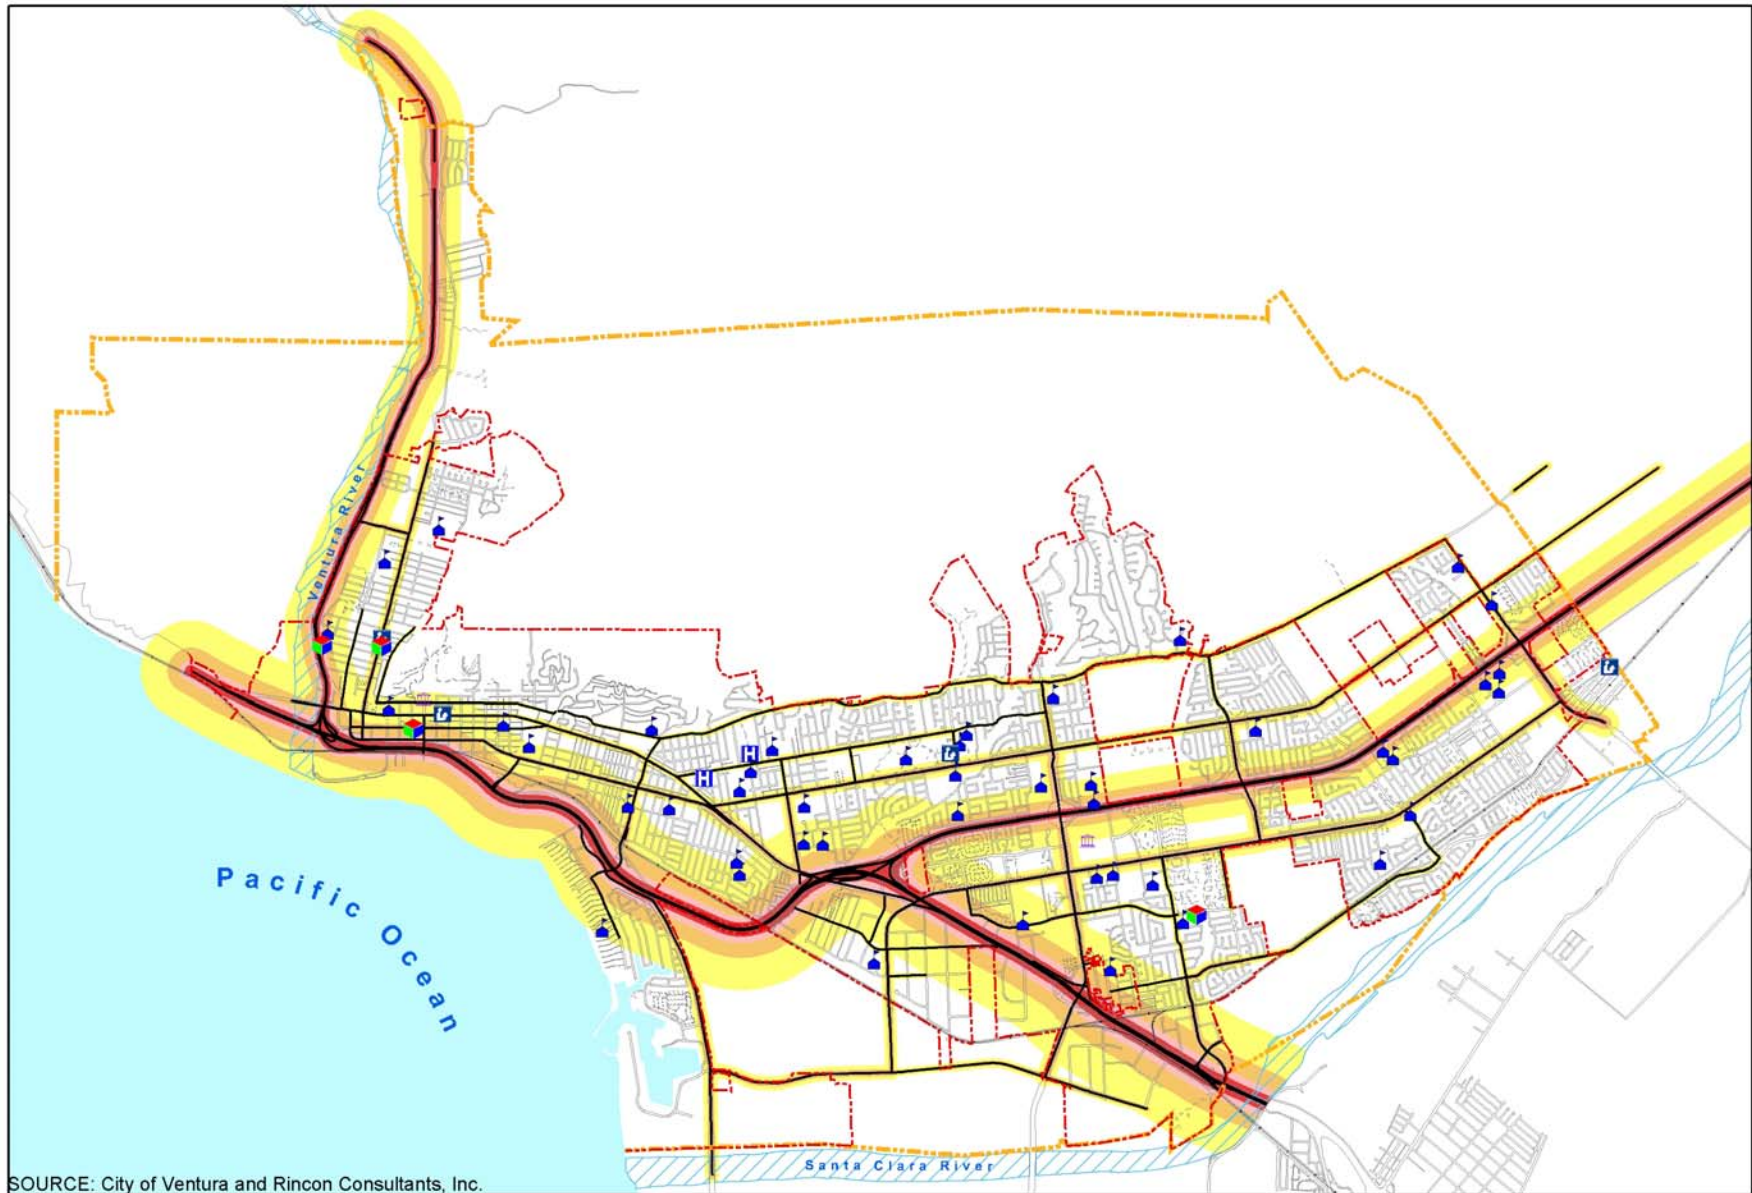 Ventura River
Pacific Ocean
Santa Clara River
SOURCE: City of Ventura and Rincon Consultants, Inc.